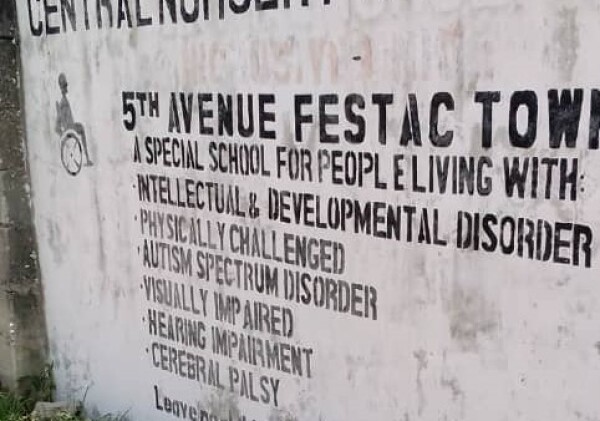 CENTRAL NURSERY
5TH AVENUE FESTAC TOWN
A SPECIAL SCHOOL FOR PEOPLE LIVING WITH:
·INTELLECTUAL & DEVELOPMENTAL DISORDER
·PHYSICALLY CHALLENGED
·AUTISM SPECTRUM DISORDER
·VISUALLY IMPAIRED
·HEARING IMPAIRMENT
·CEREBRAL PALSY